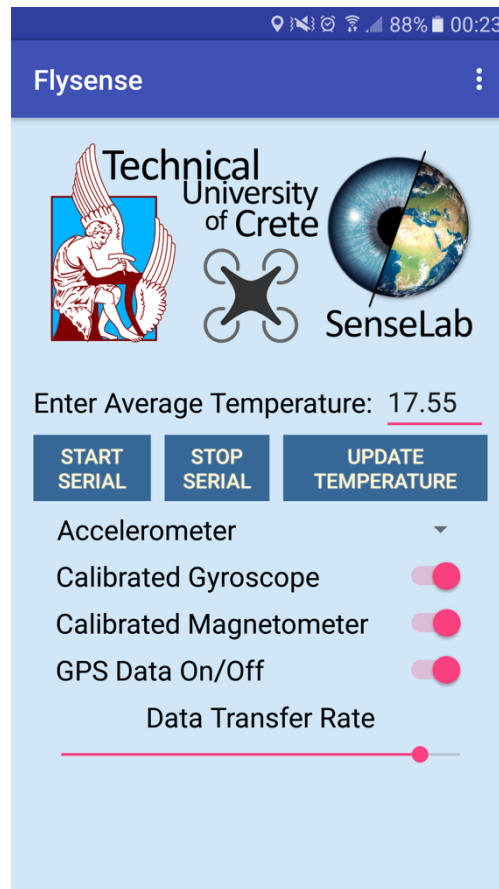 88% 00:23
Flysense
Technical
University
of Crete
SenseLab
Enter Average Temperature: 17.55
START SERIAL
STOP SERIAL
UPDATE TEMPERATURE
Accelerometer
Calibrated Gyroscope
Calibrated Magnetometer
GPS Data On/Off
Data Transfer Rate